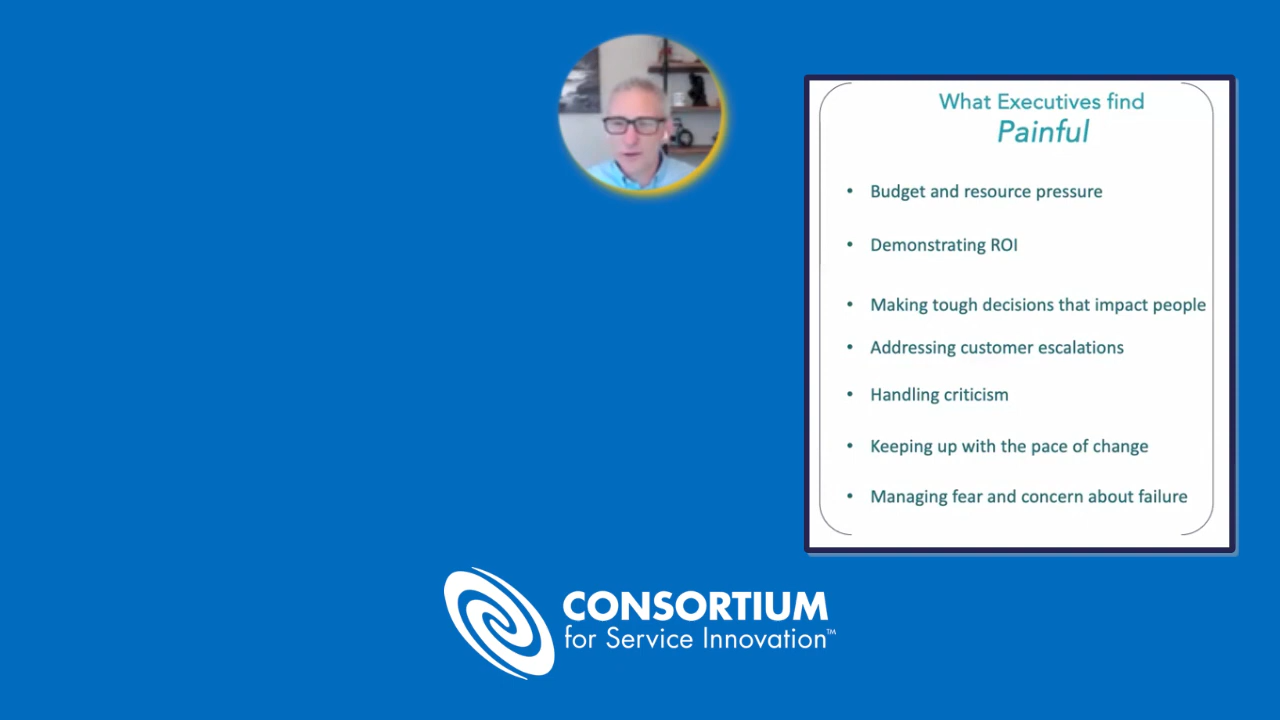 What Executives find
Painful
• Budget and resource pressure
• Demonstrating ROI
• Making tough decisions that impact people
• Addressing customer escalations
• Handling criticism
• Keeping up with the pace of change
• Managing fear and concern about failure
CONSORTIUM
for Service Innovation™